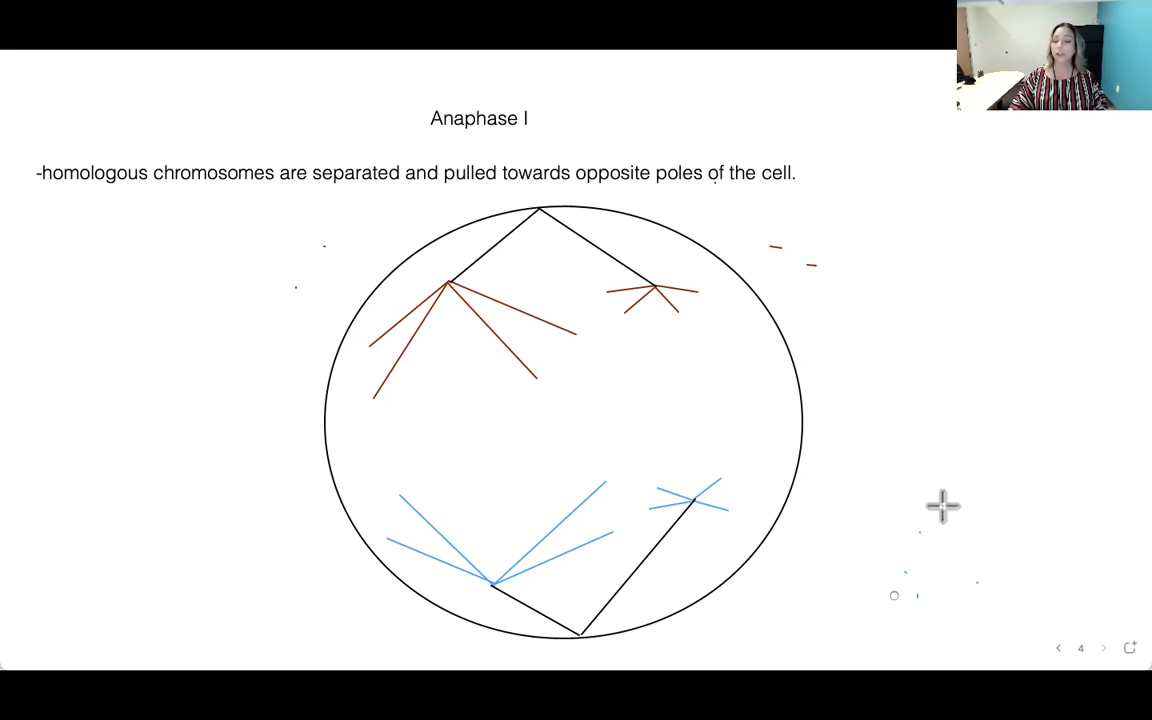 Anaphase I
-homologous chromosomes are separated and pulled towards opposite poles of the cell.
4